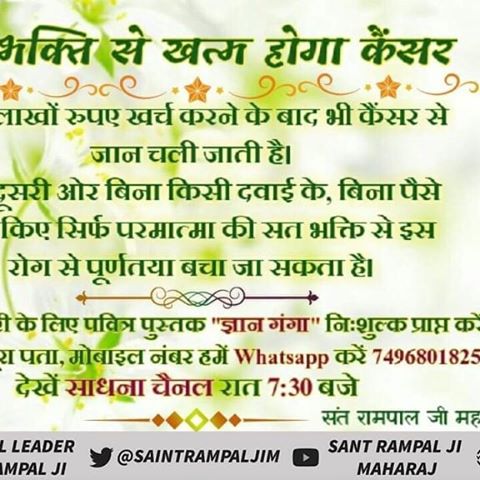 भक्ति से खत्म होगा कैंसर
लाखों रुपए खर्च करने के बाद भी कैंसर से
जान चली जाती है।
दूसरी ओर बिना किसी दवाई के, बिना पैसे
किए सिर्फ परमात्मा की सत भक्ति से इस
रोग से पूर्णतया बचा जा सकता है।
के लिए पवित्र पुस्तक "ज्ञान गंगा" नि:शुल्क प्राप्त करें
पता, मोबाइल नंबर हमें Whatsapp करें 7496801825
देखें साधना चैनल रात 7:30 बजे
संत रामपाल जी
LEADER
RAMPAL JI
@SAINTRAMPALJIM
SANT RAMPAL JI
MAHARAJ